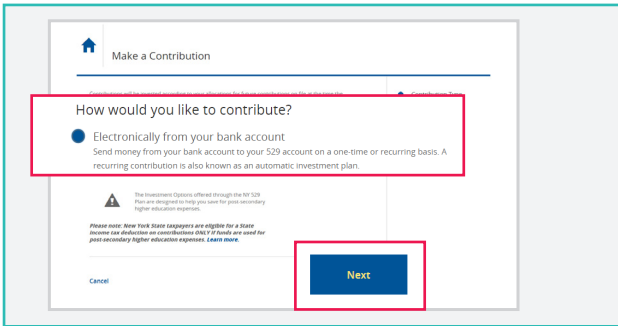 Make a Contribution
How would you like to contribute?
Electronically from your bank account
Send money from your bank account to your 529 account on a one-time or recurring basis. A
recurring contribution is also known as an automatic investment plan.
The Investment Options offered through the NY 529
Plan are designed to help you save for post-secondary
higher education expenses.
Please note: New York State taxpayers are eligible for a State
income tax deduction on contributions ONLY if funds are used for
post-secondary higher education expenses. Learn more.
Cancel
Next